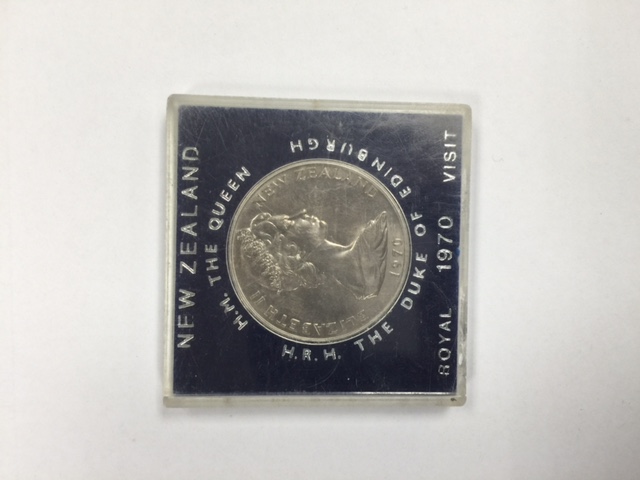 NEW ZEALAND
H.M. THE QUEEN
H.R.H. THE DUKE OF EDINBURGH
ROYAL 1970 VISIT
ELIZABETH II
NEW ZEALAND
1970